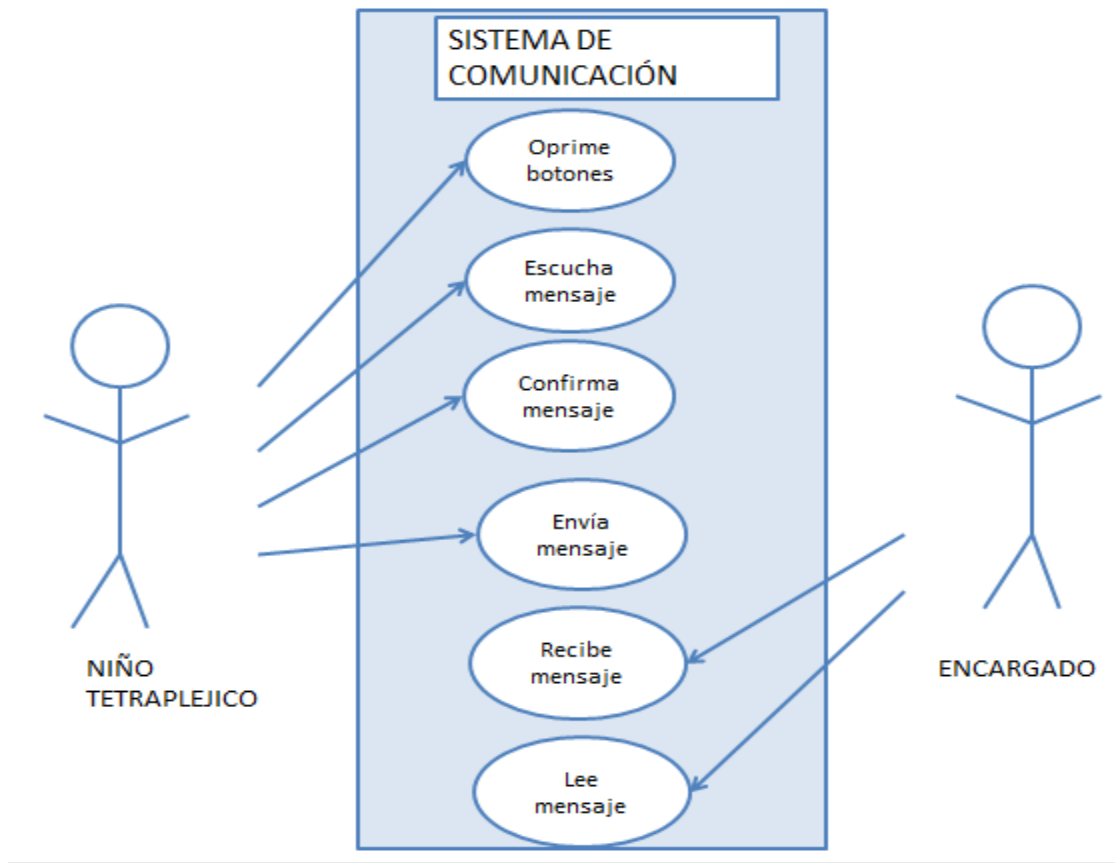 SISTEMA DE
COMUNICACIÓN
Oprime
botones
Escucha
mensaje
Confirma
mensaje
Envía
mensaje
Recibe
mensaje
Lee
mensaje
NIÑO
TETRAPLEJICO
ENCARGADO